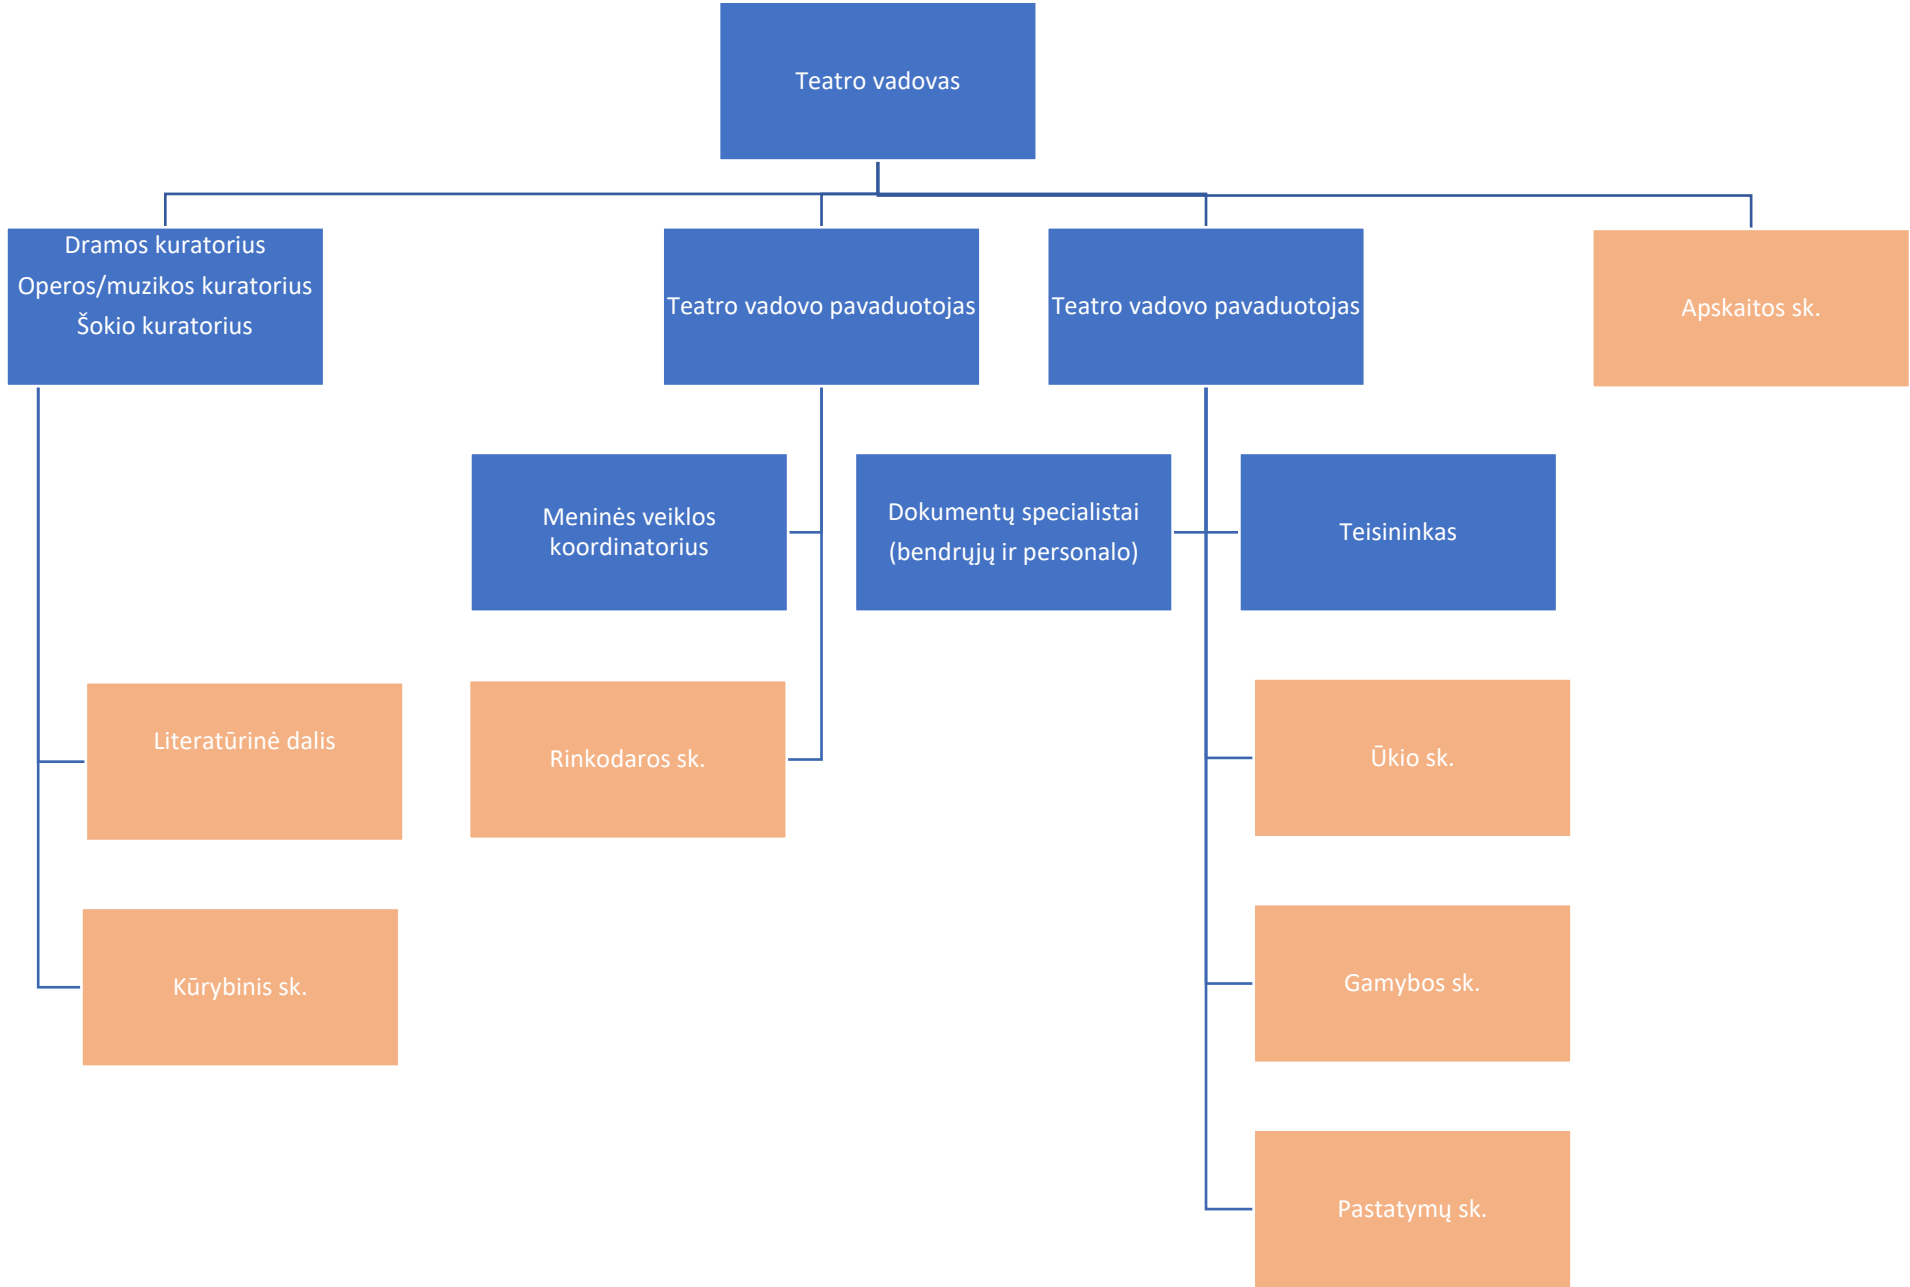 Teatro vadovas
Dramos kuratorius
Operos/muzikos kuratorius
Šokio kuratorius
Teatro vadovo pavaduotojas
Teatro vadovo pavaduotojas
Apskaitos sk.
Meninės veiklos
koordinatorius
Dokumentų specialistai
(bendrųjų ir personalo)
Teisininkas
Literatūrinė dalis
Rinkodaros sk.
Ūkio sk.
Kūrybinis sk.
Gamybos sk.
Pastatymų sk.